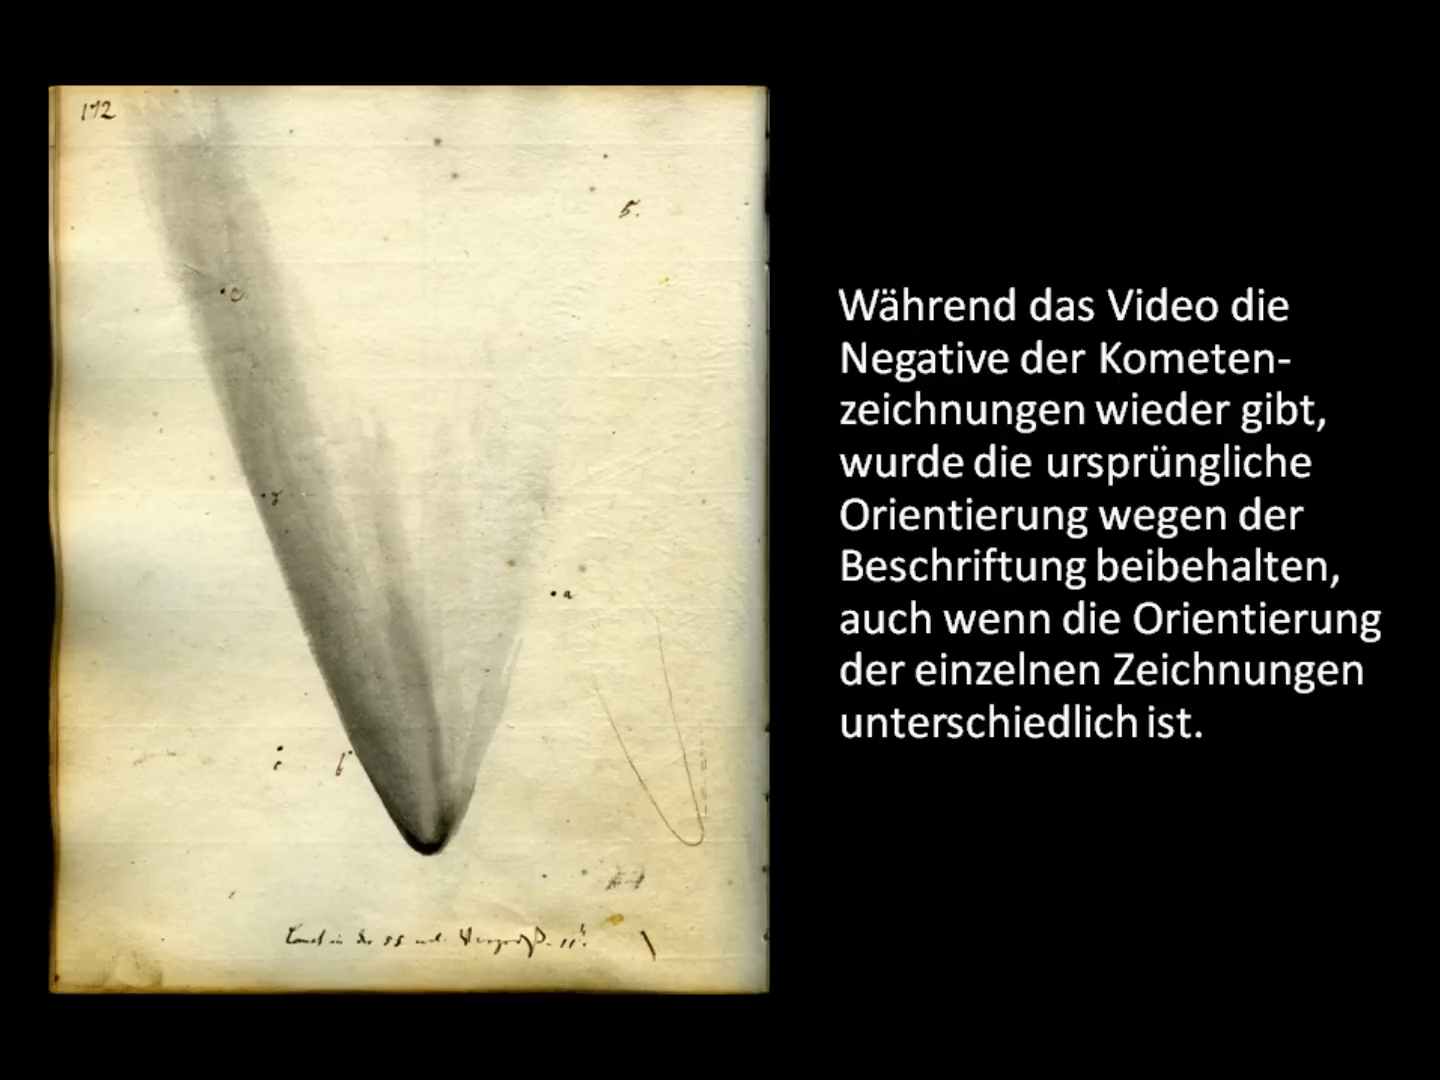 172
5.
c
γ
a
b
Während das Video die
Negative der Kometen-
zeichnungen wieder gibt,
wurde die ursprüngliche
Orientierung wegen der
Beschriftung beibehalten,
auch wenn die Orientierung
der einzelnen Zeichnungen
unterschiedlich ist.